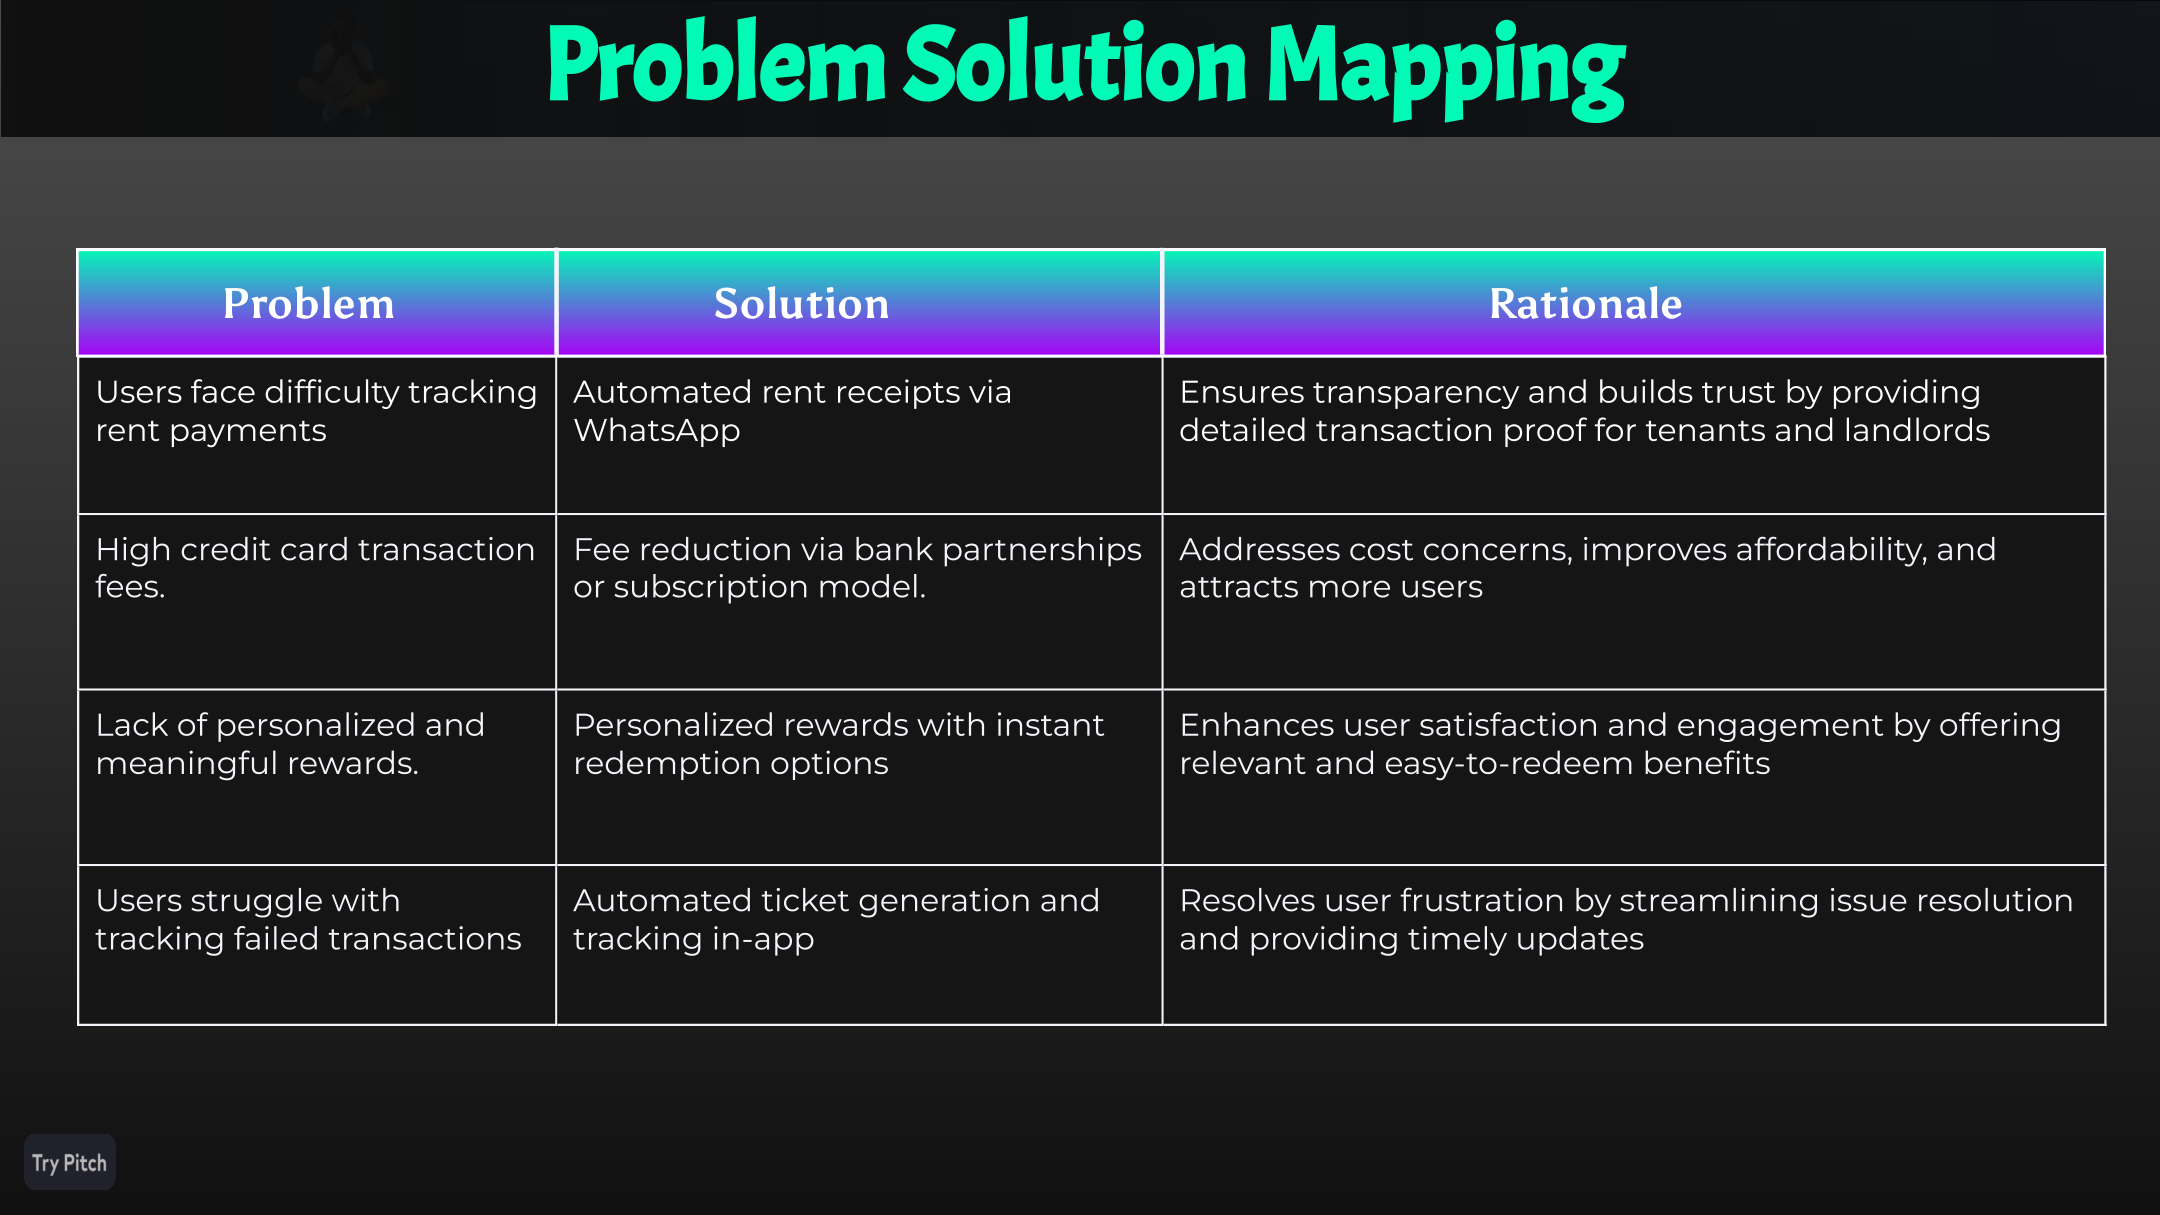 Problem Solution Mapping
Problem
Solution
Rationale
Users face difficulty tracking
rent payments
Automated rent receipts via
WhatsApp
Ensures transparency and builds trust by providing
detailed transaction proof for tenants and landlords
High credit card transaction
fees.
Fee reduction via bank partnerships
or subscription model.
Addresses cost concerns, improves affordability, and
attracts more users
Lack of personalized and
meaningful rewards.
Personalized rewards with instant
redemption options
Enhances user satisfaction and engagement by offering
relevant and easy-to-redeem benefits
Users struggle with
tracking failed transactions
Automated ticket generation and
tracking in-app
Resolves user frustration by streamlining issue resolution
and providing timely updates
Try Pitch